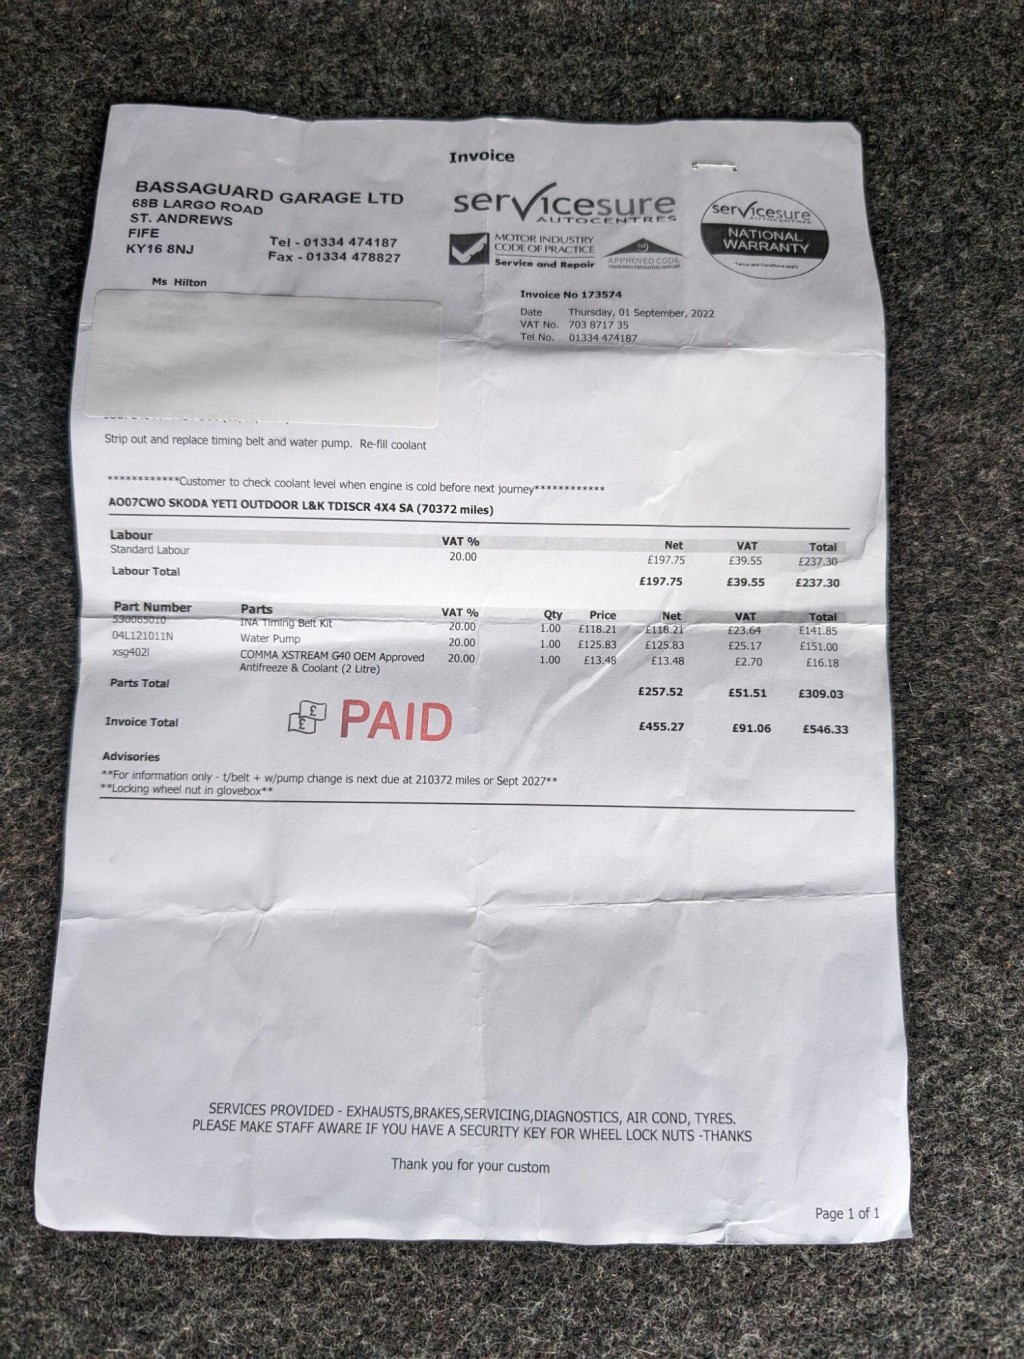 Invoice
BASSAGUARD GARAGE LTD
68B LARGO ROAD
ST. ANDREWS
FIFE
KY16 8NJ
Tel - 01334 474187
Fax - 01334 478827
servicesure
AUTOCENTRES
MOTOR INDUSTRY
CODE OF PRACTICE
Service and Repair
APPROVED CODE
servicesure
AUTOCENTRES
NATIONAL
WARRANTY
Terms and Conditions apply
Ms Hilton
Invoice No 173574
Date Thursday, 01 September, 2022
VAT No. 703 8717 35
Tel No. 01334 474187
Strip out and replace timing belt and water pump. Re-fill coolant
************Customer to check coolant level when engine is cold before next journey************
AO07CWO SKODA YETI OUTDOOR L&K TDISCR 4X4 SA (70372 miles)
Labour VAT % Net VAT Total
Standard Labour 20.00 £197.75 £39.55 £237.30
Labour Total £197.75 £39.55 £237.30
Part Number Parts VAT % Qty Price Net VAT Total
530065010 INA Timing Belt Kit 20.00 1.00 £118.21 £118.21 £23.64 £141.85
04L121011N Water Pump 20.00 1.00 £125.83 £125.83 £25.17 £151.00
xsg402l COMMA XSTREAM G40 OEM Approved 20.00 1.00 £13.48 £13.48 £2.70 £16.18
Antifreeze & Coolant (2 Litre)
Parts Total £257.52 £51.51 £309.03
££ PAID
Invoice Total £455.27 £91.06 £546.33
Advisories
**For information only - t/belt + w/pump change is next due at 210372 miles or Sept 2027**
**Locking wheel nut in glovebox**
SERVICES PROVIDED - EXHAUSTS,BRAKES,SERVICING,DIAGNOSTICS, AIR COND, TYRES.
PLEASE MAKE STAFF AWARE IF YOU HAVE A SECURITY KEY FOR WHEEL LOCK NUTS -THANKS
Thank you for your custom
Page 1 of 1